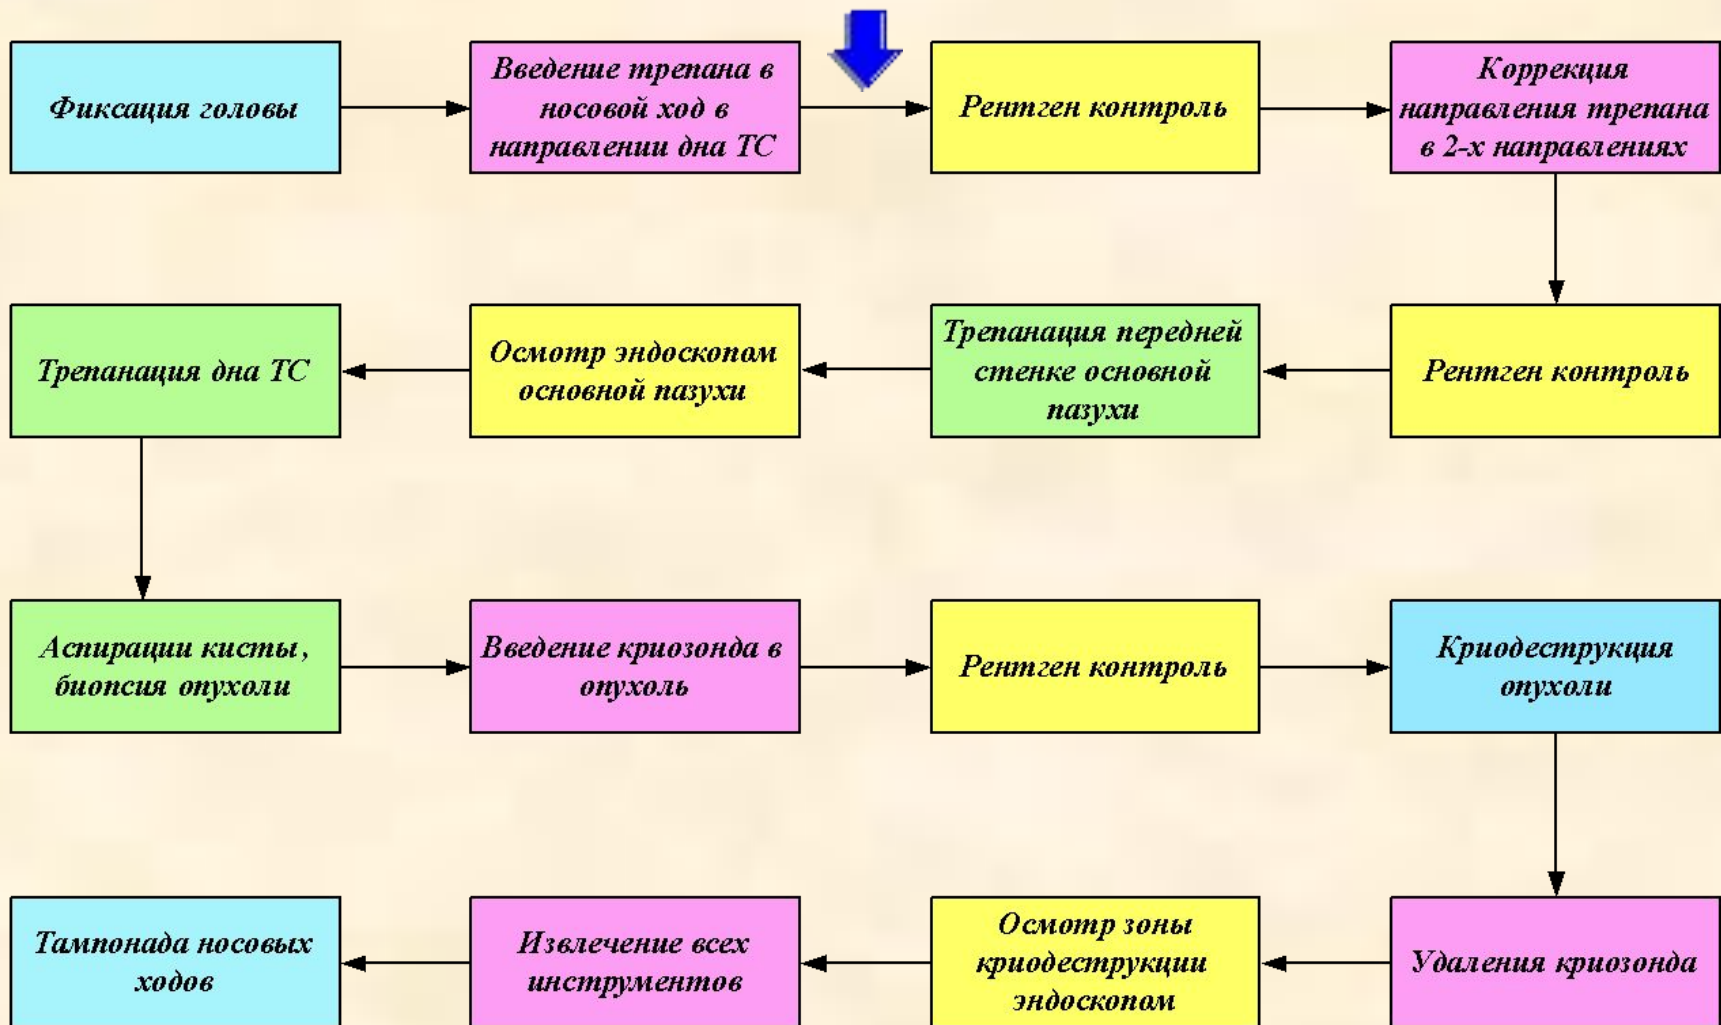 Фиксация головы
Введение трепана в
носовой ход в
направлении дна ТС
Рентген контроль
Коррекция
направления трепана
в 2-х направлениях
Рентген контроль
Трепанация передней
стенке основной
пазухи
Осмотр эндоскопом
основной пазухи
Трепанация дна ТС
Аспирации кисты,
биопсия опухоли
Введение криозонда в
опухоль
Рентген контроль
Криодеструкция
опухоли
Удаления криозонда
Осмотр зоны
криодеструкции
эндоскопом
Извлечение всех
инструментов
Тампонада носовых
ходов